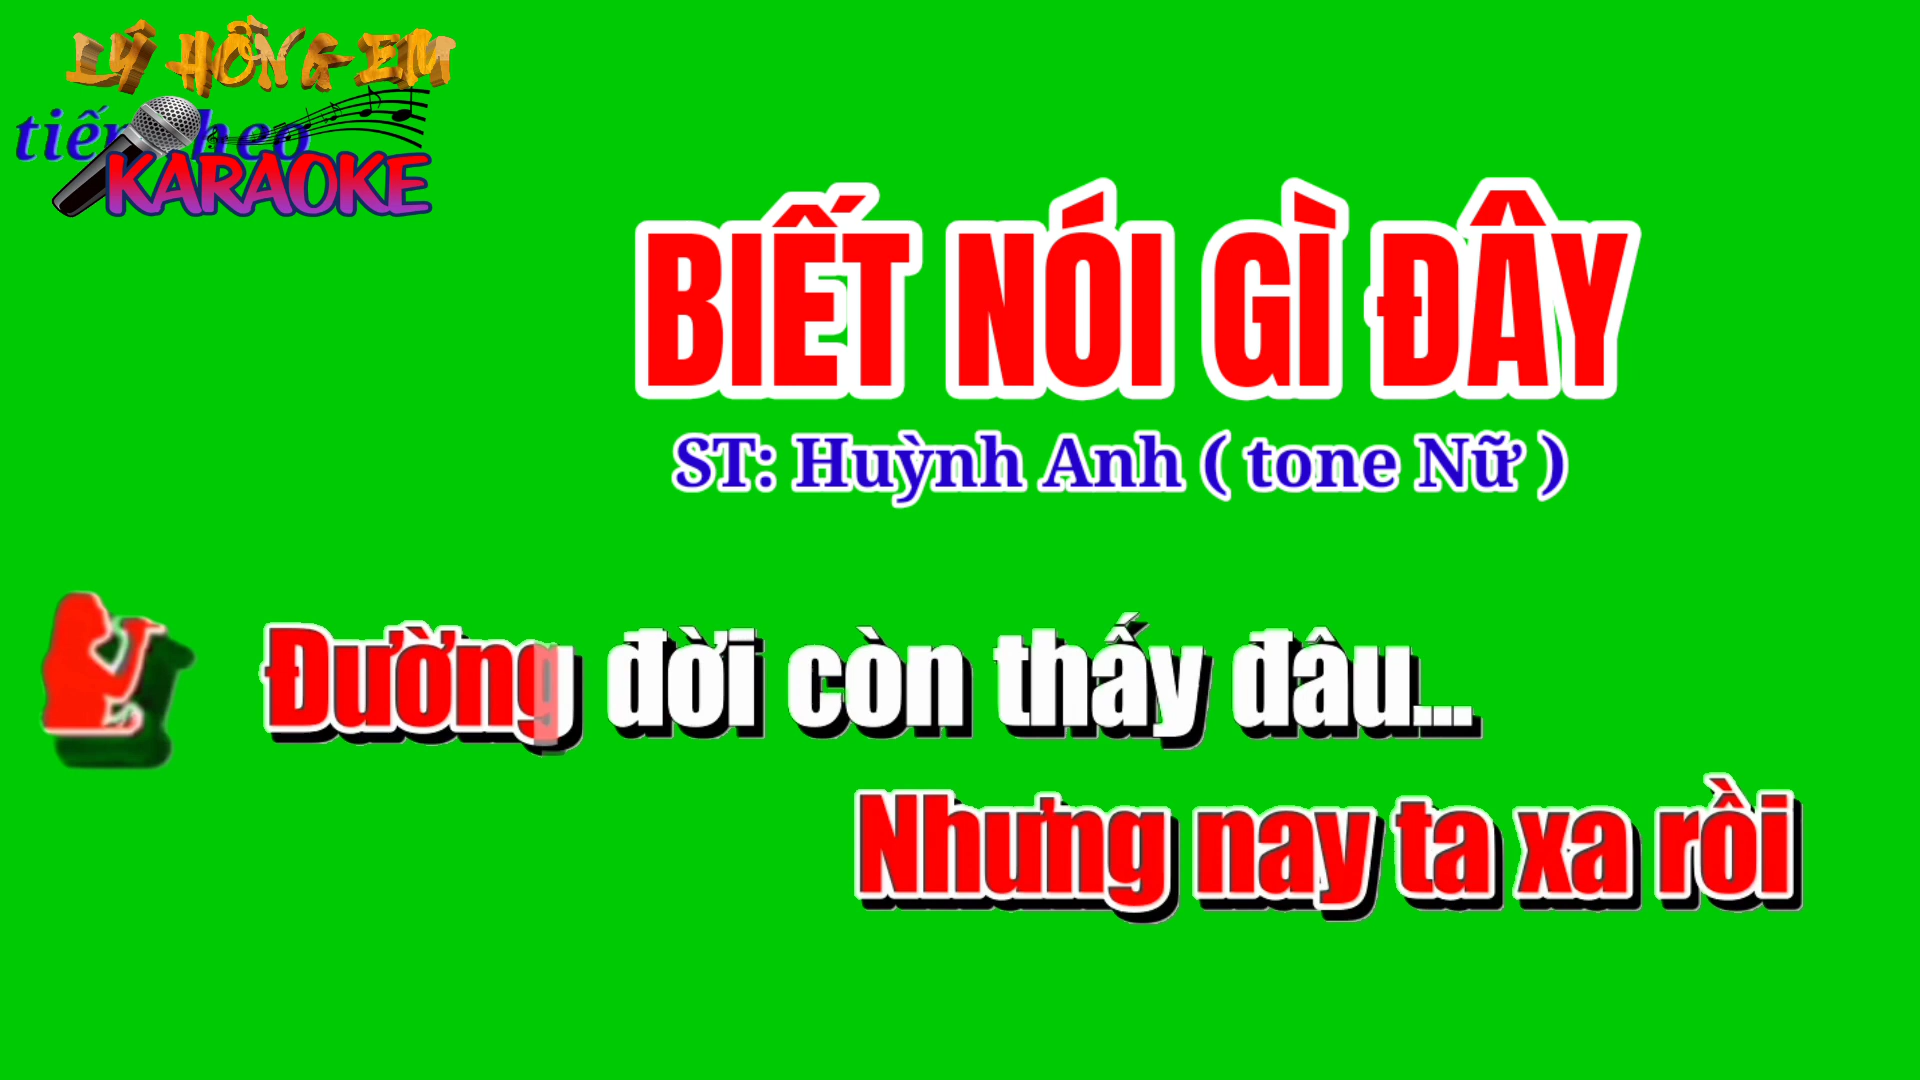 LÝ HỒNG EM
KARAOKE
BIẾT NÓI GÌ ĐÂY
ST: Huỳnh Anh ( tone Nữ )
Đường đời còn thấy đâu...
Nhưng nay ta xa rồi